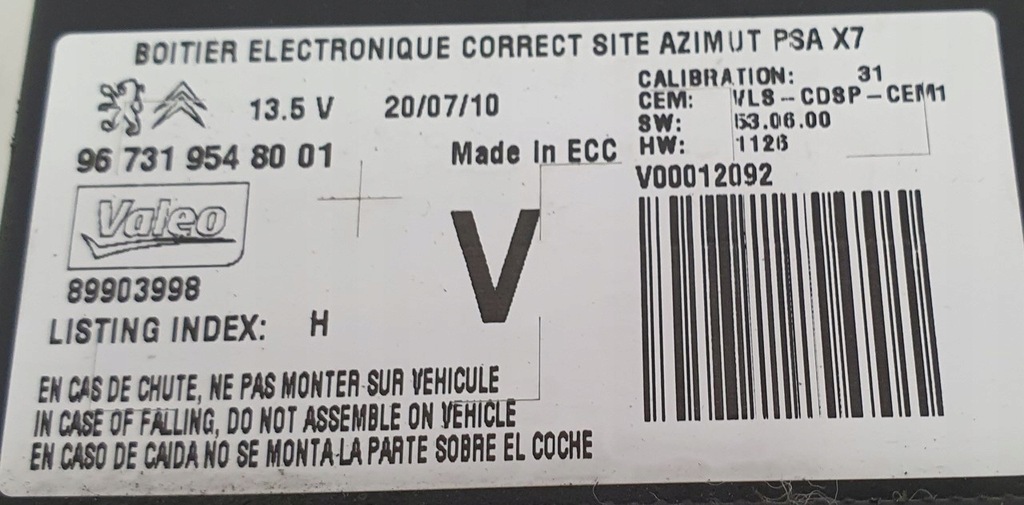 BOITIER ELECTRONIQUE CORRECT SITE AZIMUT PSA X7
13.5 V 20/07/10
96 731 954 80 01
Made In ECC
CALIBRATION: 31
CEM: VLS-CDSP-CEM1
SW: 53.06.00
HW: 1126
V00012092
Valeo
V
89903998
LISTING INDEX: H
EN CAS DE CHUTE, NE PAS MONTER SUR VEHICULE
IN CASE OF FALLING, DO NOT ASSEMBLE ON VEHICLE
EN CASO DE CAIDA NO SE MONTA LA PARTE SOBRE EL COCHE